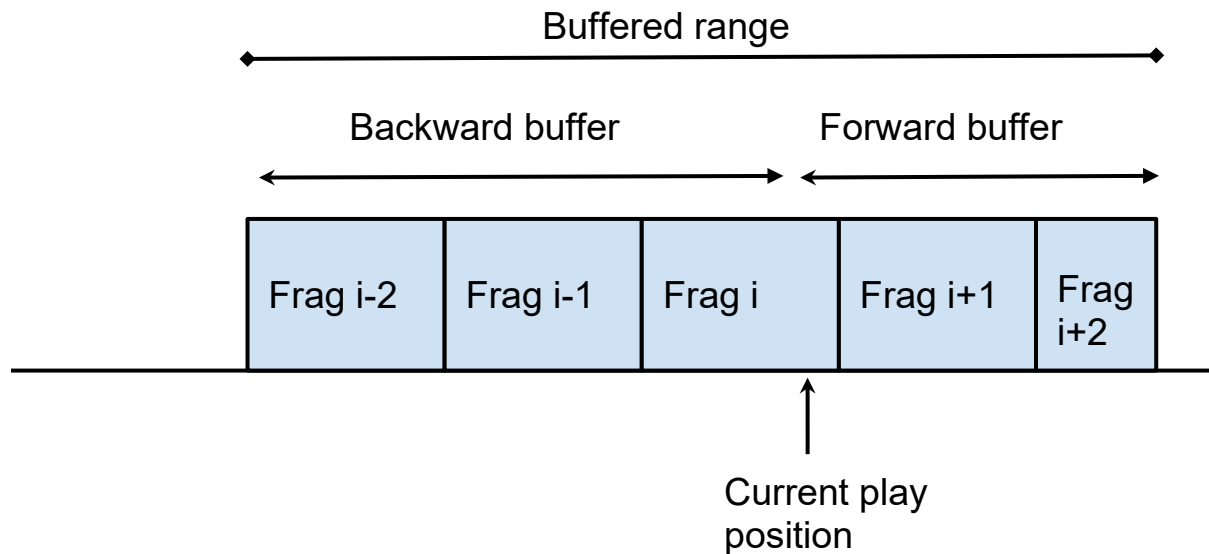 Buffered range
Backward buffer
Forward buffer
Frag i-2
Frag i-1
Frag i
Frag i+1
Frag
i+2
Current play
position